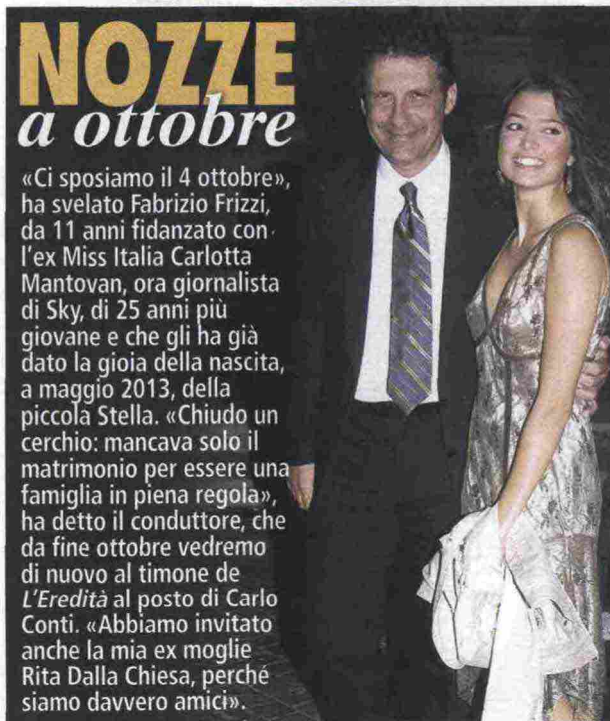 NOZZE
a ottobre
«Ci sposiamo il 4 ottobre»,
ha svelato Fabrizio Frizzi,
da 11 anni fidanzato con
l'ex Miss Italia Carlotta
Mantovan, ora giornalista
di Sky, di 25 anni più
giovane e che gli ha già
dato la gioia della nascita,
a maggio 2013, della
piccola Stella. «Chiudo un
cerchio: mancava solo il
matrimonio per essere una
famiglia in piena regola»,
ha detto il conduttore, che
da fine ottobre vedremo
di nuovo al timone de
L'Eredità al posto di Carlo
Conti. «Abbiamo invitato
anche la mia ex moglie
Rita Dalla Chiesa, perché
siamo davvero amici».